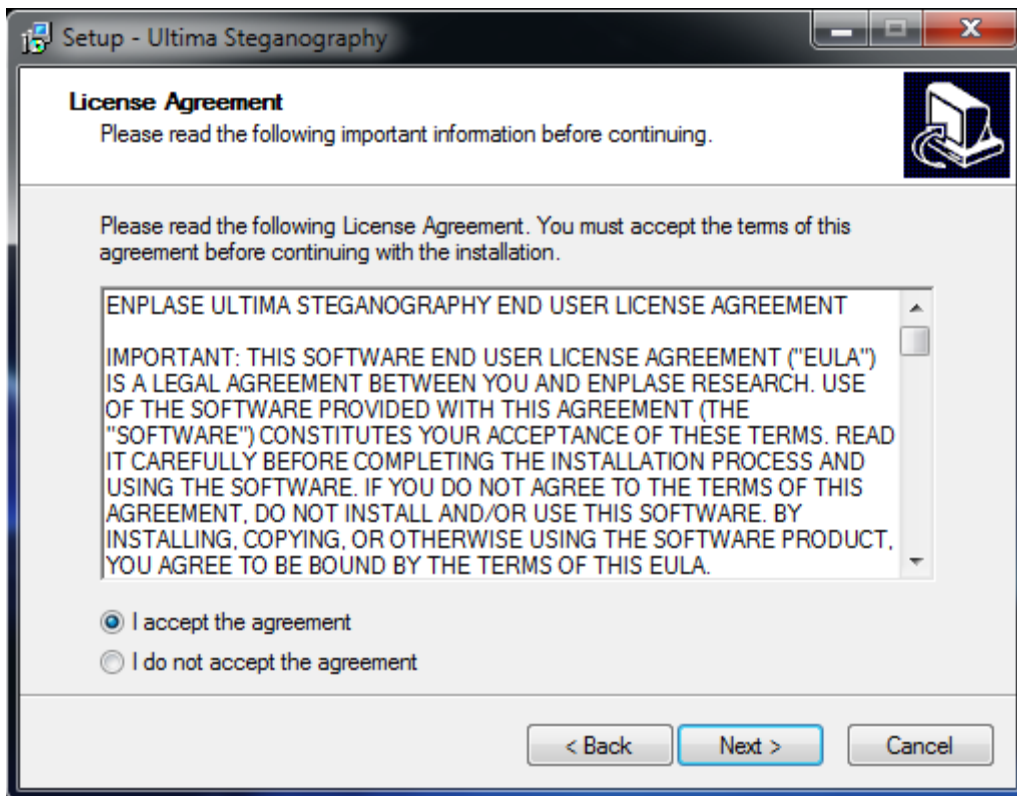 Setup - Ultima Steganography
License Agreement
Please read the following important information before continuing.
Please read the following License Agreement. You must accept the terms of this
agreement before continuing with the installation.
ENPLASE ULTIMA STEGANOGRAPHY END USER LICENSE AGREEMENT
IMPORTANT: THIS SOFTWARE END USER LICENSE AGREEMENT ("EULA")
IS A LEGAL AGREEMENT BETWEEN YOU AND ENPLASE RESEARCH. USE
OF THE SOFTWARE PROVIDED WITH THIS AGREEMENT (THE
"SOFTWARE") CONSTITUTES YOUR ACCEPTANCE OF THESE TERMS. READ
IT CAREFULLY BEFORE COMPLETING THE INSTALLATION PROCESS AND
USING THE SOFTWARE. IF YOU DO NOT AGREE TO THE TERMS OF THIS
AGREEMENT, DO NOT INSTALL AND/OR USE THIS SOFTWARE. BY
INSTALLING, COPYING, OR OTHERWISE USING THE SOFTWARE PRODUCT,
YOU AGREE TO BE BOUND BY THE TERMS OF THIS EULA.
I accept the agreement
I do not accept the agreement
< Back Next > Cancel